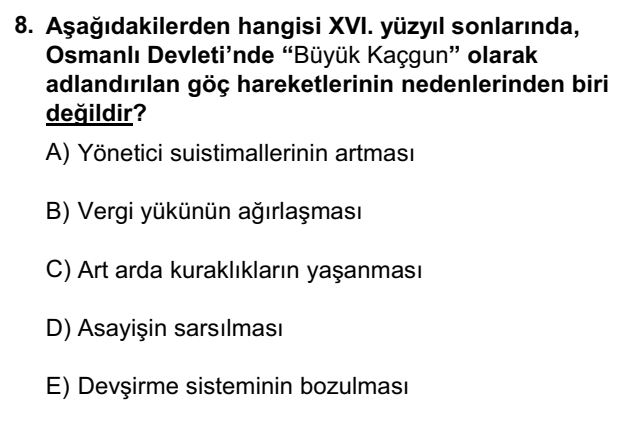 8. Aşağıdakilerden hangisi XVI. yüzyıl sonlarında,
Osmanlı Devleti’nde “Büyük Kaçgun” olarak
adlandırılan göç hareketlerinin nedenlerinden biri
değildir?
A) Yönetici suistimallerinin artması
B) Vergi yükünün ağırlaşması
C) Art arda kuraklıkların yaşanması
D) Asayişin sarsılması
E) Devşirme sisteminin bozulması